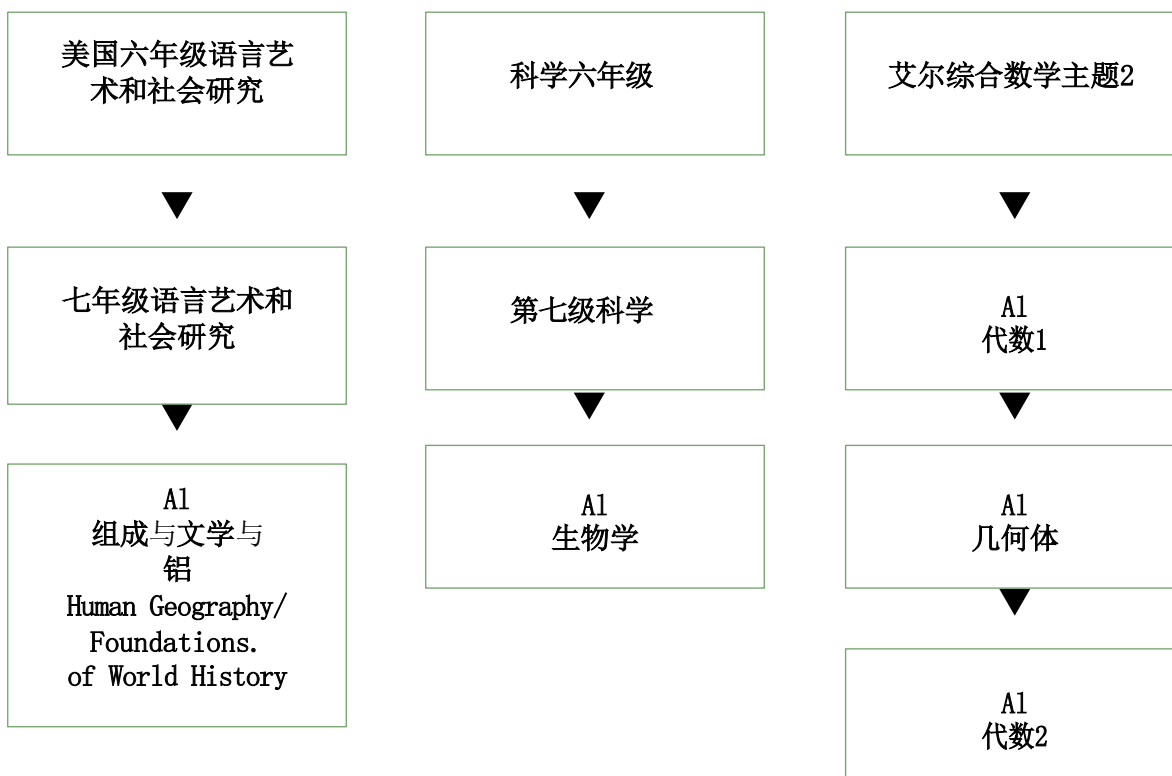 美国六年级语言艺
术和社会研究
科学六年级
艾尔综合数学主题2
七年级语言艺术和
社会研究
第七级科学
Al
代数1
Al
组成与文学与
铝
Human Geography/
Foundations.
of World History
Al
生物学
Al
几何体
Al
代数2